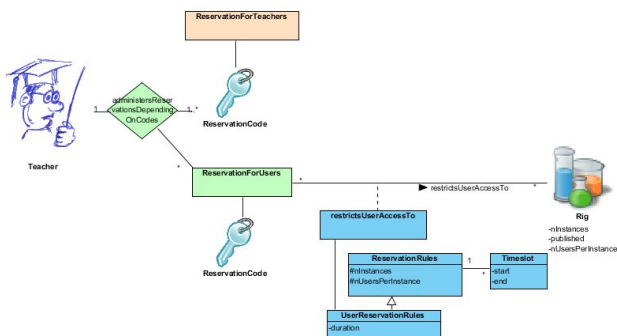 ReservationForTeachers
administersReser
vationsDepending
OnCodes
1
1..*
ReservationCode
Teacher
*
ReservationForUsers
*
restrictsUserAccessTo
*
Rig
-nInstances
-published
-nUsersPerInstance
restrictsUserAccessTo
ReservationCode
ReservationRules
#nInstances
#nUsersPerInstance
1
*
Timeslot
-start
-end
UserReservationRules
-duration